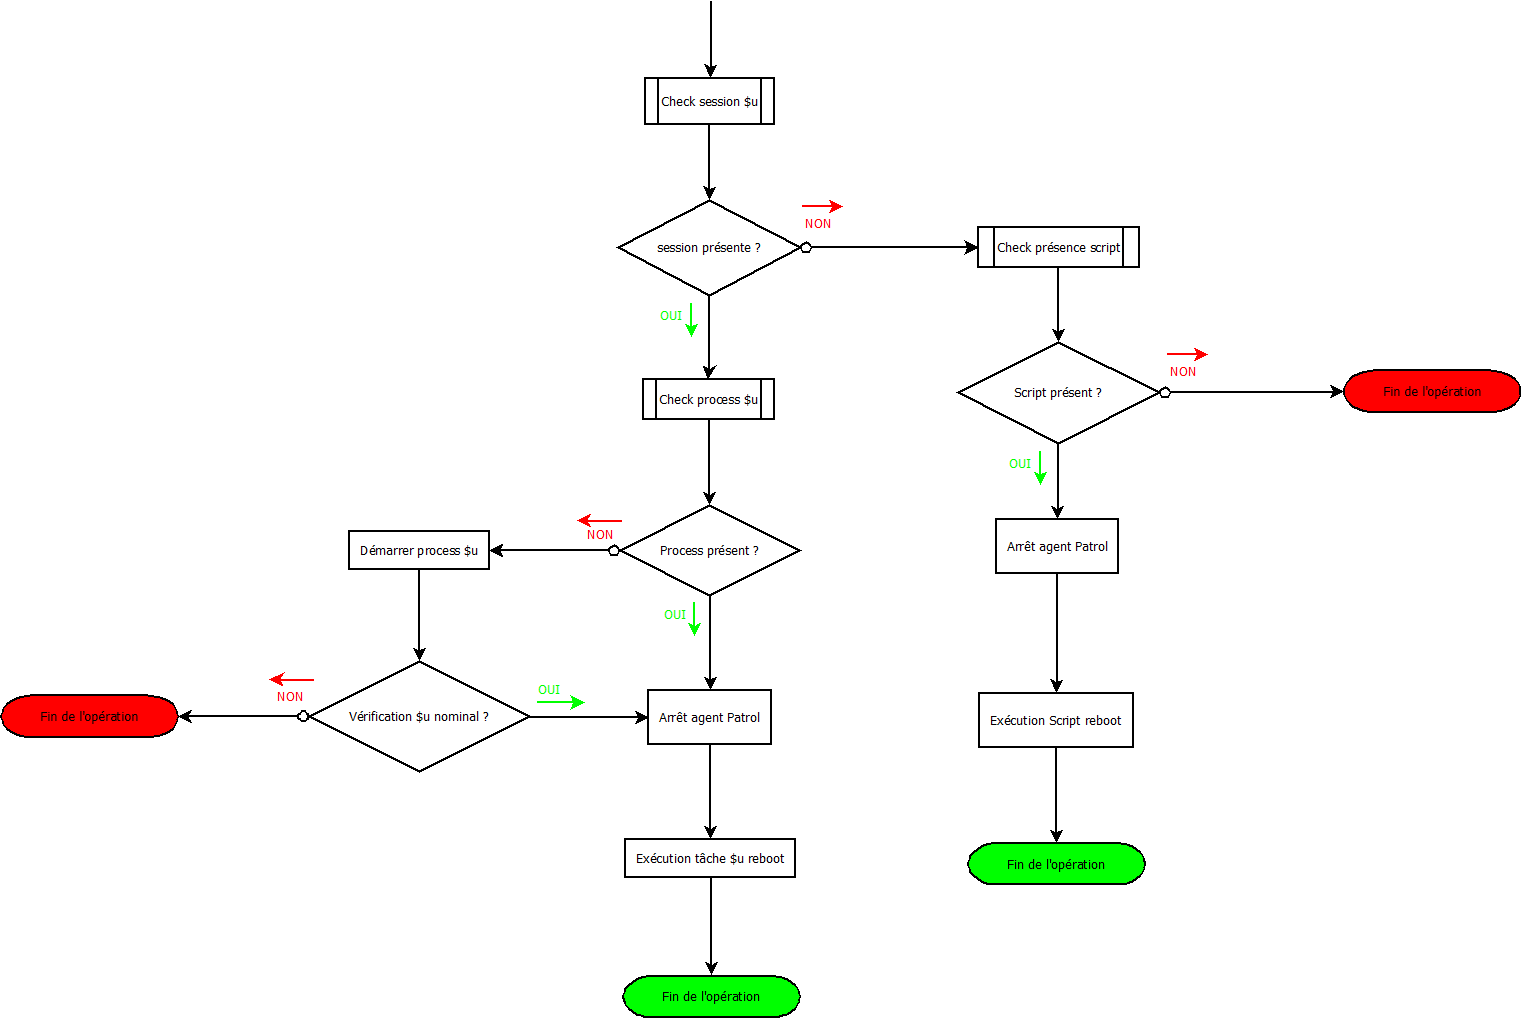 Check session $u
NON
session présente ?
Check présence script
OUI
NON
Check process $u
Script présent ?
Fin de l'opération
OUI
NON
Démarrer process $u
Process présent ?
Arrêt agent Patrol
OUI
NON
OUI
Fin de l'opération
Vérification $u nominal ?
Arrêt agent Patrol
Exécution Script reboot
Exécution tâche $u reboot
Fin de l'opération
Fin de l'opération